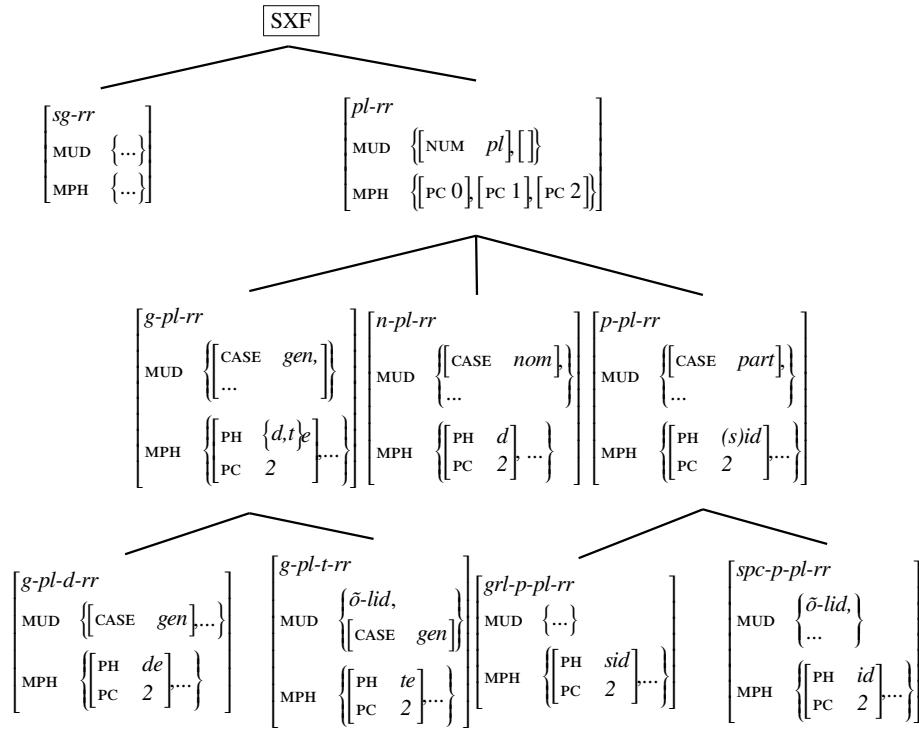 SXF
sg-rr
MUD {...}
MPH {...}
pl-rr
MUD {[NUM pl],[ ]}
MPH {[PC 0],[PC 1],[PC 2]}
g-pl-rr
MUD {[CASE gen,
...]}
MPH {[PH {d,t}e
PC 2],...}
n-pl-rr
MUD {[CASE nom],
...}
MPH {[PH d
PC 2], ...}
p-pl-rr
MUD {[CASE part],
...}
MPH {[PH (s)id
PC 2],...}
g-pl-d-rr
MUD {[CASE gen],...}
MPH {[PH de
PC 2],...}
g-pl-t-rr
MUD {õ-lid,
[CASE gen]}
MPH {[PH te
PC 2],...}
grl-p-pl-rr
MUD {...}
MPH {[PH sid
PC 2],...}
spc-p-pl-rr
MUD {õ-lid,
...}
MPH {[PH id
PC 2],...}